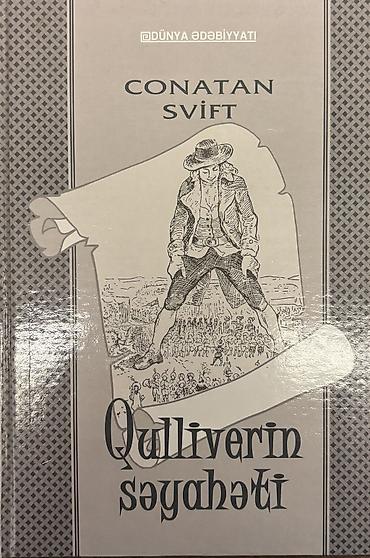 DÜNYA ƏDƏBİYYATI
CONATAN
SVİFT
Qulliverin
səyahəti